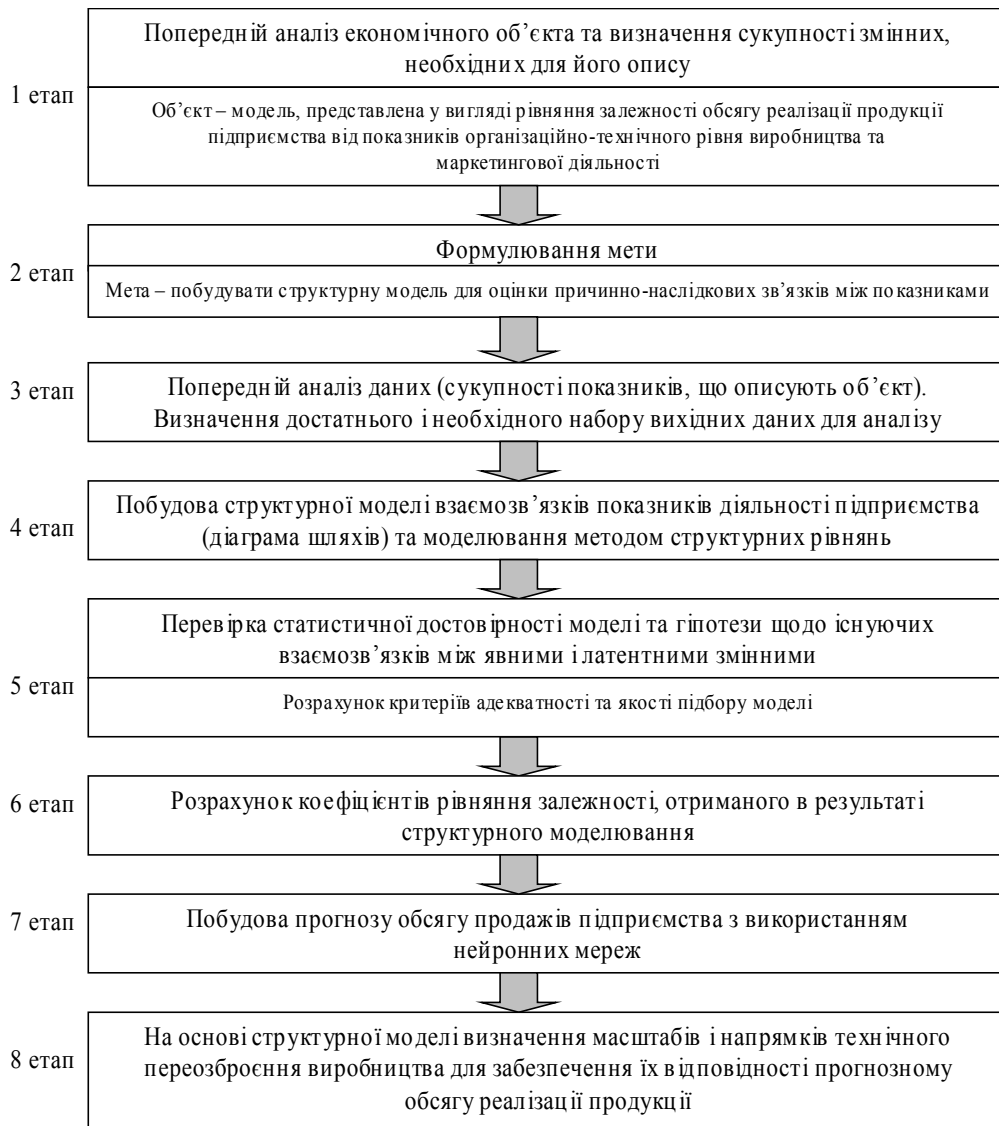 Попередній аналіз економічного об’єкта та визначення сукупності змінних,
необхідних для його опису
1 етап
Об’єкт – модель, представлена у вигляді рівняння залежності обсягу реалізації продукції
підприємства від показників організаційно-технічного рівня виробництва та
маркетингової діяльності
Формулювання мети
2 етап
Мета – побудувати структурну модель для оцінки причинно-наслідкових зв’язків між показниками
3 етап
Попередній аналіз даних (сукупності показників, що описують об’єкт).
Визначення достатнього і необхідного набору вихідних даних для аналізу
4 етап
Побудова структурної моделі взаємозв’язків показників діяльності підприємства
(діаграма шляхів) та моделювання методом структурних рівнянь
Перевірка статистичної достовірності моделі та гіпотези щодо існуючих
взаємозв’язків між явними і латентними змінними
5 етап
Розрахунок критеріїв адекватності та якості підбору моделі
6 етап
Розрахунок коефіцієнтів рівняння залежності, отриманого в результаті
структурного моделювання
7 етап
Побудова прогнозу обсягу продажів підприємства з використанням
нейронних мереж
8 етап
На основі структурної моделі визначення масштабів і напрямків технічного
переозброєння виробництва для забезпечення їх відповідності прогнозному
обсягу реалізації продукції